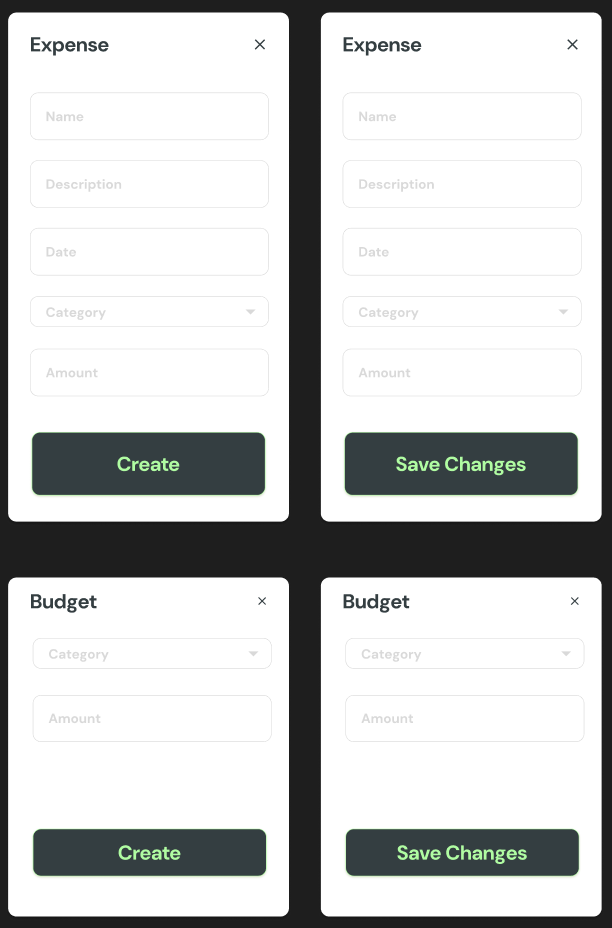 Expense
Name
Description
Date
Category
Amount
Create
Expense
Name
Description
Date
Category
Amount
Save Changes
Budget
Category
Amount
Create
Budget
Category
Amount
Save Changes